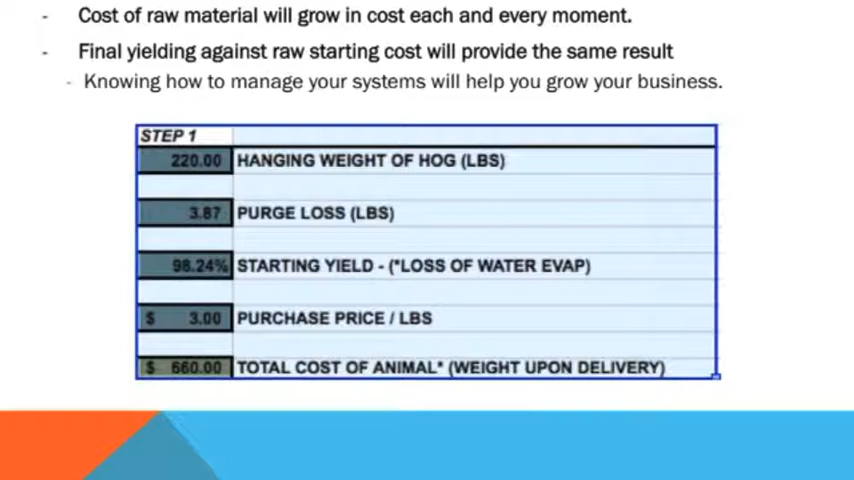 - Cost of raw material will grow in cost each and every moment.
- Final yielding against raw starting cost will provide the same result
- Knowing how to manage your systems will help you grow your business.
STEP 1
220.00 HANGING WEIGHT OF HOG (LBS)
3.87 PURGE LOSS (LBS)
98.24% STARTING YIELD - (*LOSS OF WATER EVAP)
$ 3.00 PURCHASE PRICE / LBS
$ 660.00 TOTAL COST OF ANIMAL* (WEIGHT UPON DELIVERY)